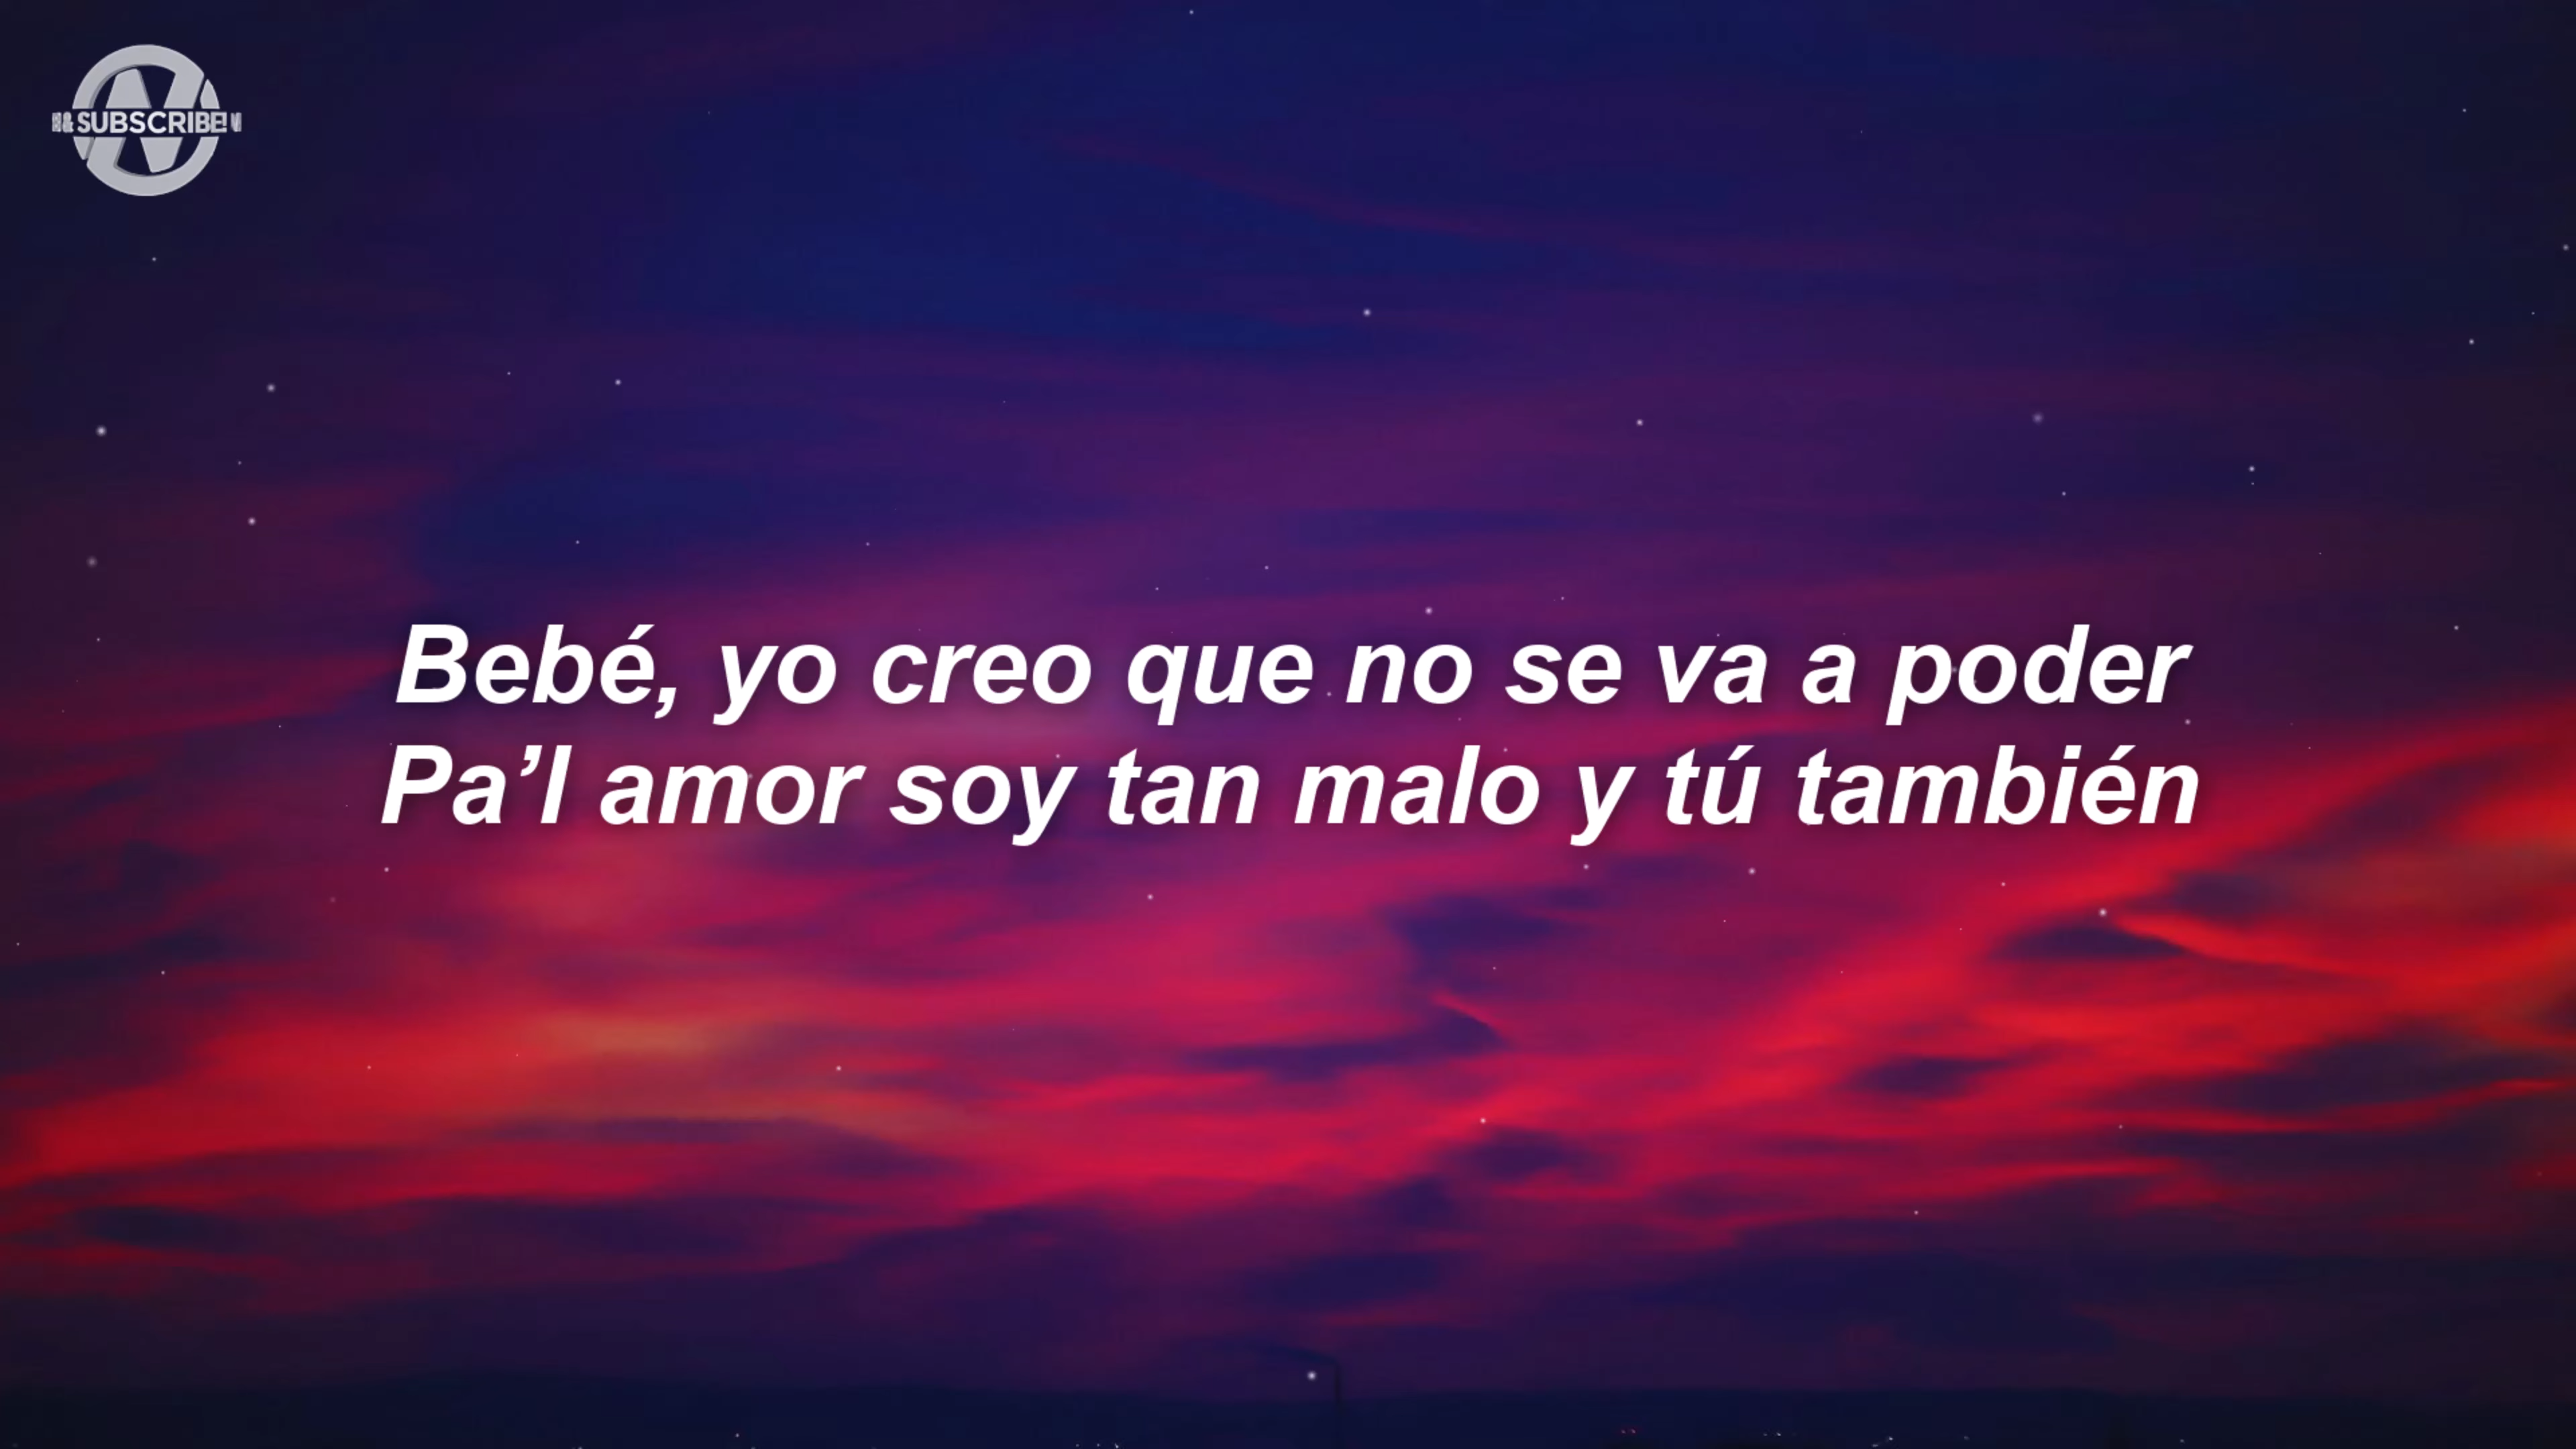 & SUBSCRIBE!
Bebé, yo creo que no se va a poder
Pa’l amor soy tan malo y tú también